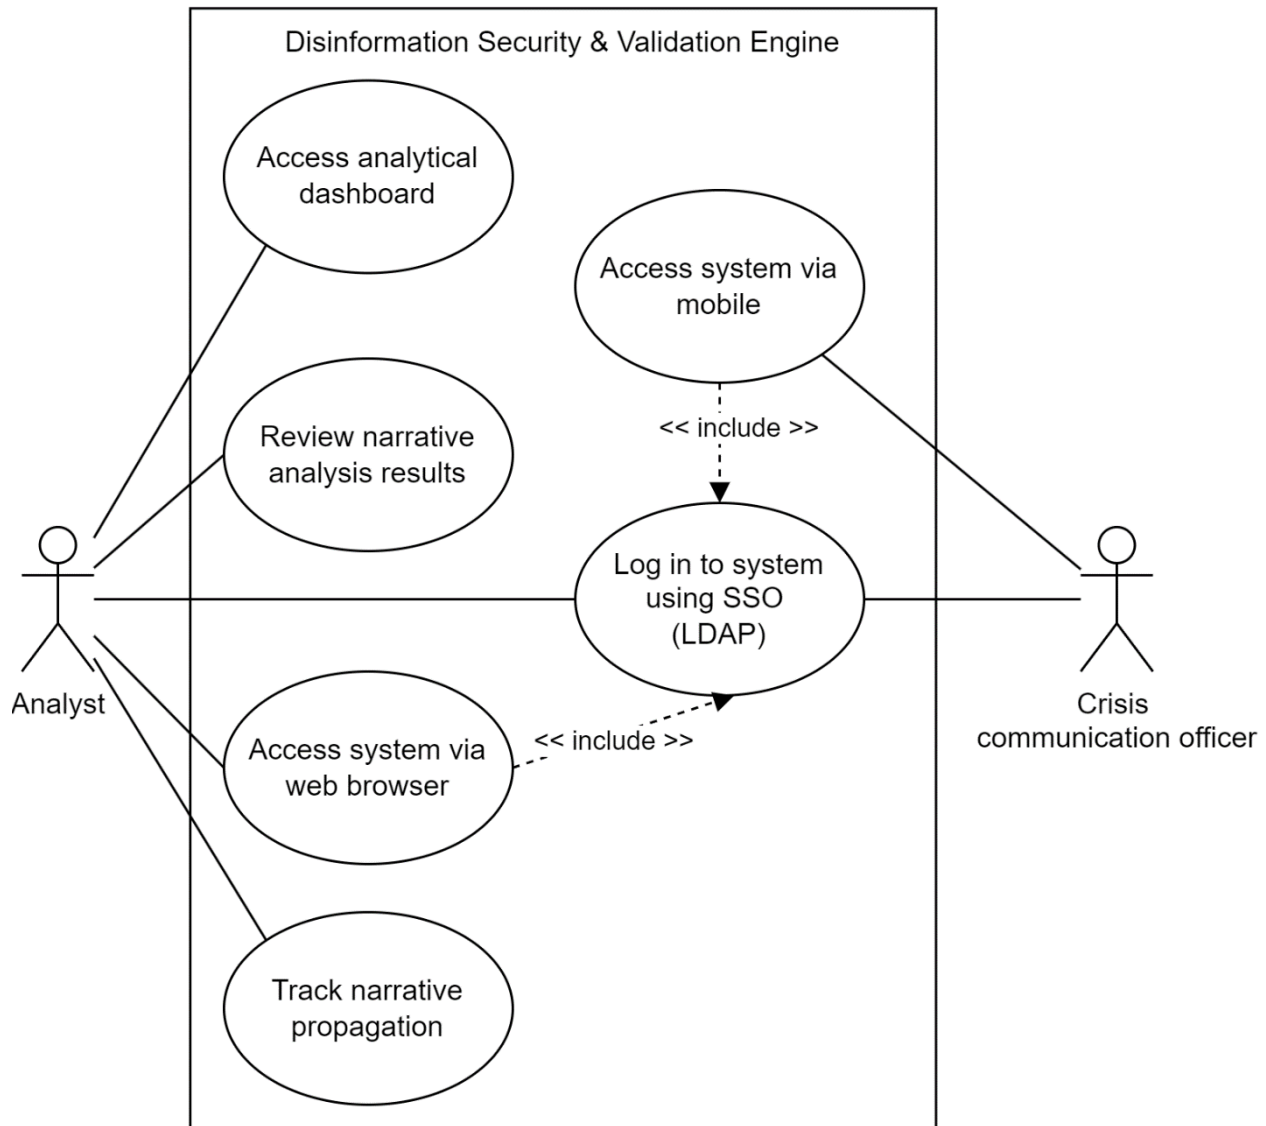 Disinformation Security & Validation Engine
Access analytical
dashboard
Access system via
mobile
<< include >>
Review narrative
analysis results
Log in to system
using SSO
(LDAP)
Analyst
Crisis
communication officer
Access system via
web browser
<< include >>
Track narrative
propagation